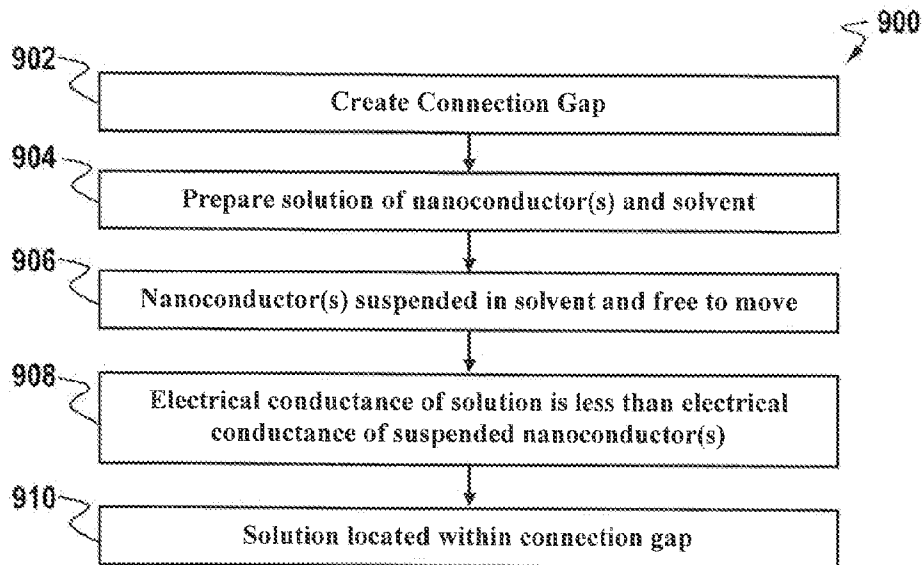 900
902
Create Connection Gap
904
Prepare solution of nanoconductor(s) and solvent
906
Nanoconductor(s) suspended in solvent and free to move
908
Electrical conductance of solution is less than electrical
conductance of suspended nanoconductor(s)
910
Solution located within connection gap